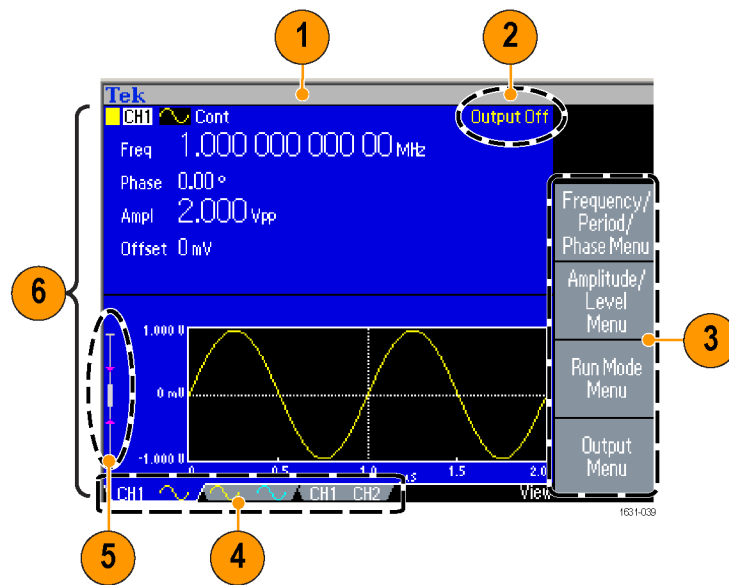 1
2
Tek
CH1 Cont
Output Off
Freq 1.000 000 000 00 MHz
Phase 0.00 °
Ampl 2.000 Vpp
Offset 0 mV
Frequency/
Period/
Phase Menu
Amplitude/
Level
Menu
Run Mode
Menu
Output
Menu
3
6
1.000 U
0 mU
-1.000 U
0.5
1.0
1.5
2.0
CH1
CH1 CH2
View
1631-039
5
4